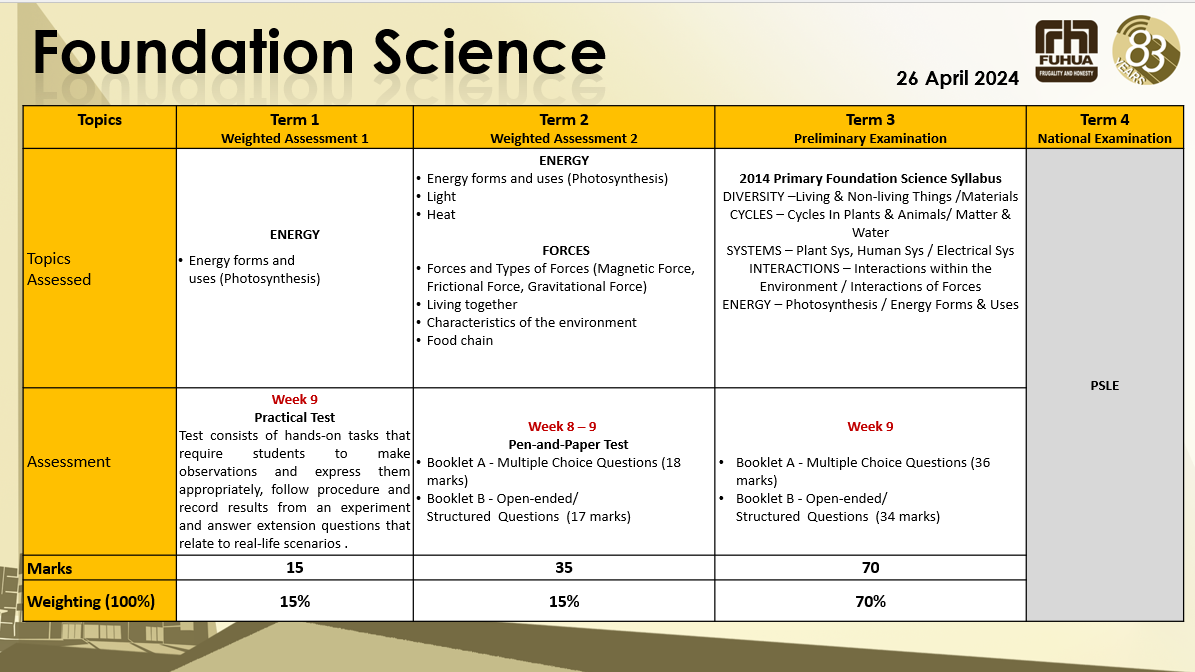 Foundation Science
26 April 2024
FUHUA
FRUGALITY AND HONESTY
83
YEARS
Topics
Term 1
Weighted Assessment 1
Term 2
Weighted Assessment 2
Term 3
Preliminary Examination
Term 4
National Examination
Topics
Assessed
ENERGY
• Energy forms and
uses (Photosynthesis)
ENERGY
• Energy forms and uses (Photosynthesis)
• Light
• Heat
FORCES
• Forces and Types of Forces (Magnetic Force,
Frictional Force, Gravitational Force)
• Living together
• Characteristics of the environment
• Food chain
2014 Primary Foundation Science Syllabus
DIVERSITY –Living & Non-living Things /Materials
CYCLES – Cycles In Plants & Animals/ Matter &
Water
SYSTEMS – Plant Sys, Human Sys / Electrical Sys
INTERACTIONS – Interactions within the
Environment / Interactions of Forces
ENERGY – Photosynthesis / Energy Forms & Uses
PSLE
Assessment
Week 9
Practical Test
Test consists of hands-on tasks that
require students to make
observations and express them
appropriately, follow procedure and
record results from an experiment
and answer extension questions that
relate to real-life scenarios .
Week 8 – 9
Pen-and-Paper Test
• Booklet A - Multiple Choice Questions (18
marks)
• Booklet B - Open-ended/
Structured Questions (17 marks)
Week 9
• Booklet A - Multiple Choice Questions (36
marks)
• Booklet B - Open-ended/
Structured Questions (34 marks)
Marks
15
35
70
Weighting (100%)
15%
15%
70%